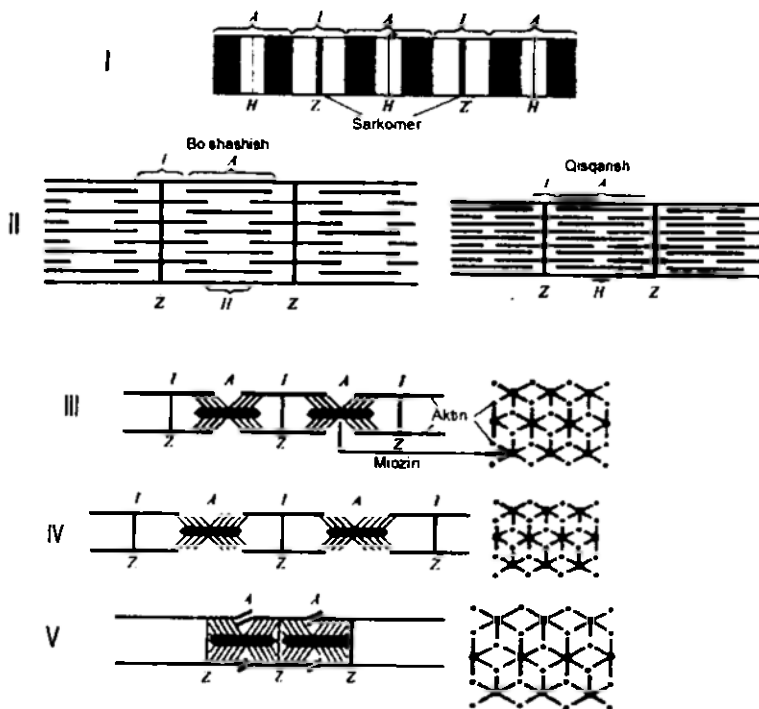 A I A I A
I
H Z H Z H
Sarkomer
Bo shashish
I A
Qisqarish
I A
II
Z H Z
Z H Z
I A I A I
III
Aktin
Z Z Z
Miozin
I A I A I
IV
Z Z Z
A A
V
Z Z Z